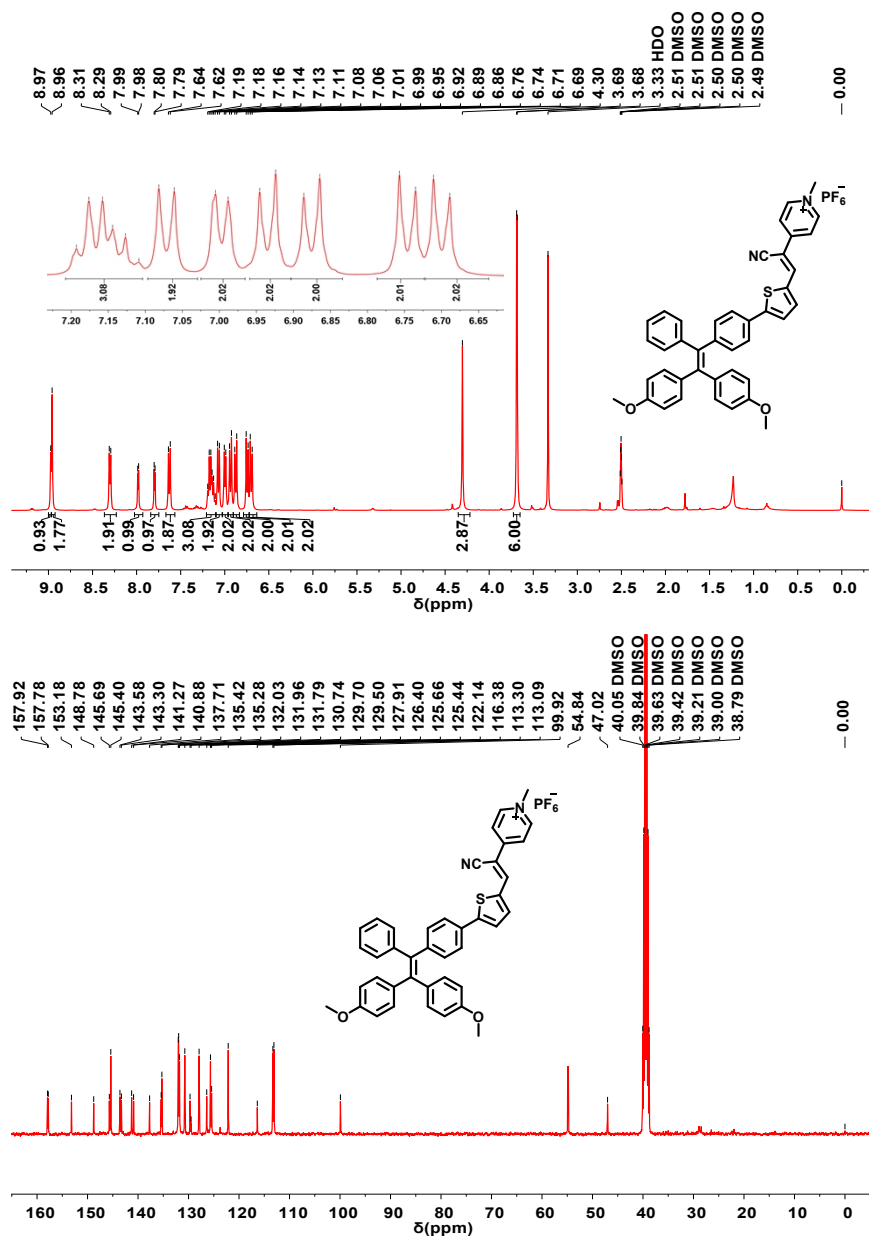 8.97 8.96 8.31 8.29 7.99 7.98 7.80 7.79 7.64 7.62 7.19 7.18 7.16 7.14 7.13 7.11 7.08 7.06 7.01 6.99 6.95 6.92 6.89 6.86 6.76 6.74 6.71 6.69 4.30 3.69 3.68 3.33 HDO 2.51 DMSO 2.51 DMSO 2.50 DMSO 2.50 DMSO 2.49 DMSO 0.00
3.08 1.92 2.02 2.02 2.00 2.01 2.02
7.20 7.15 7.10 7.05 7.00 6.95 6.90 6.85 6.80 6.75 6.70 6.65
N + PF6−
NC
S
O
O
0.93 1.77 1.91 0.99 0.97 1.87 3.08 1.92 2.02 2.02 2.00 2.01 2.02 2.87 6.00
9.0 8.5 8.0 7.5 7.0 6.5 6.0 5.5 5.0 4.5 4.0 3.5 3.0 2.5 2.0 1.5 1.0 0.5 0.0
δ(ppm)
157.92 157.78 153.18 148.78 145.69 145.40 143.58 143.30 141.27 140.88 137.71 135.42 135.28 132.03 131.96 131.79 130.74 129.70 129.50 127.91 126.40 125.66 125.44 122.14 116.38 113.30 113.09 99.92 54.84 47.02 40.05 DMSO 39.84 DMSO 39.63 DMSO 39.42 DMSO 39.21 DMSO 39.00 DMSO 38.79 DMSO 0.00
N + PF6−
NC
S
O
O
160 150 140 130 120 110 100 90 80 70 60 50 40 30 20 10 0
δ(ppm)